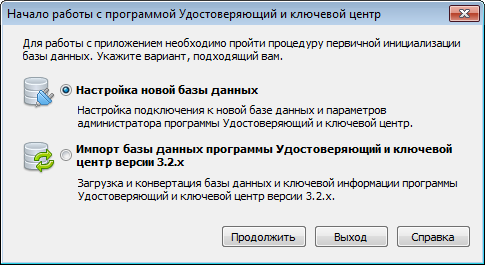 Начало работы с программой Удостоверяющий и ключевой центр
Для работы с приложением необходимо пройти процедуру первичной инициализации
базы данных. Укажите вариант, подходящий вам.
Настройка новой базы данных
Настройка подключения к новой базе данных и параметров
администратора программы Удостоверяющий и ключевой центр.
Импорт базы данных программы Удостоверяющий и ключевой
центр версии 3.2.x
Загрузка и конвертация базы данных и ключевой информации программы
Удостоверяющий и ключевой центр версии 3.2.x.
Продолжить
Выход
Справка